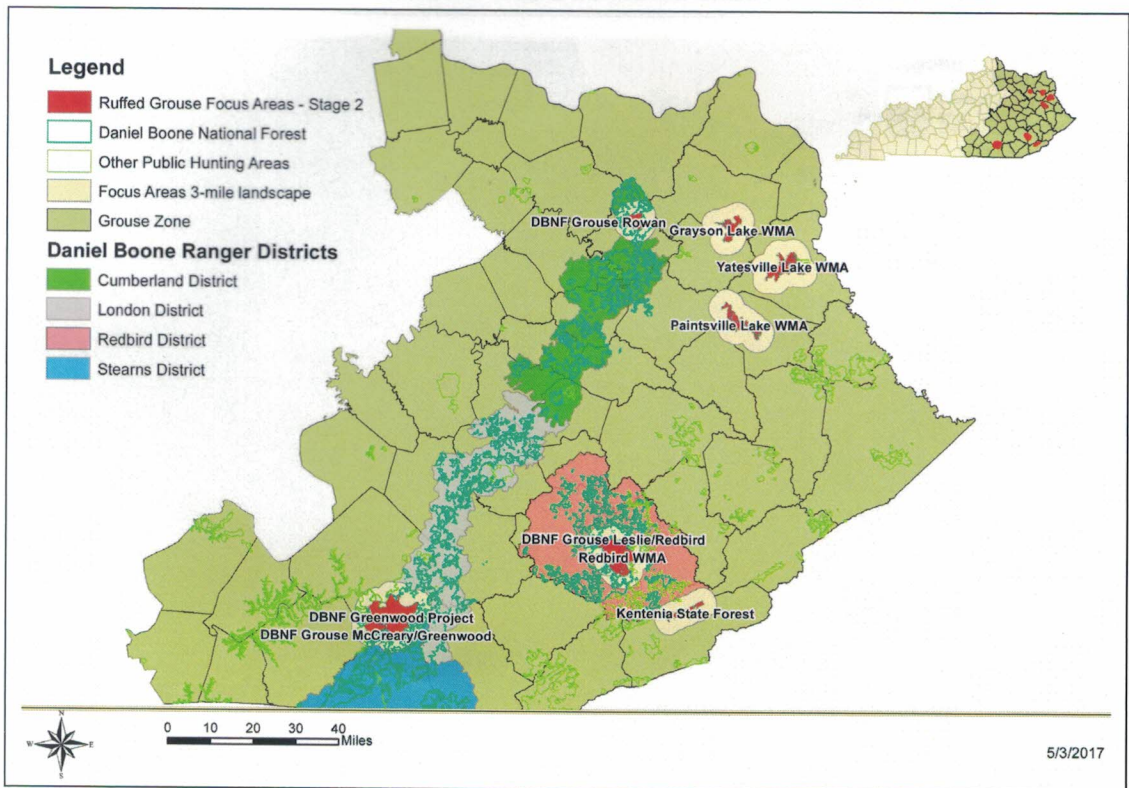 Legend
Ruffed Grouse Focus Areas - Stage 2
Daniel Boone National Forest
Other Public Hunting Areas
Focus Areas 3-mile landscape
Grouse Zone
Daniel Boone Ranger Districts
Cumberland District
London District
Redbird District
Stearns District
DBNF Grouse Rowan
Grayson Lake WMA
Yatesville Lake WMA
Paintsville Lake WMA
DBNF Grouse Leslie/Redbird
Redbird WMA
Kentenia State Forest
DBNF Greenwood Project
DBNF Grouse McCreary/Greenwood
N
W E
S
0 10 20 30 40
Miles
5/3/2017